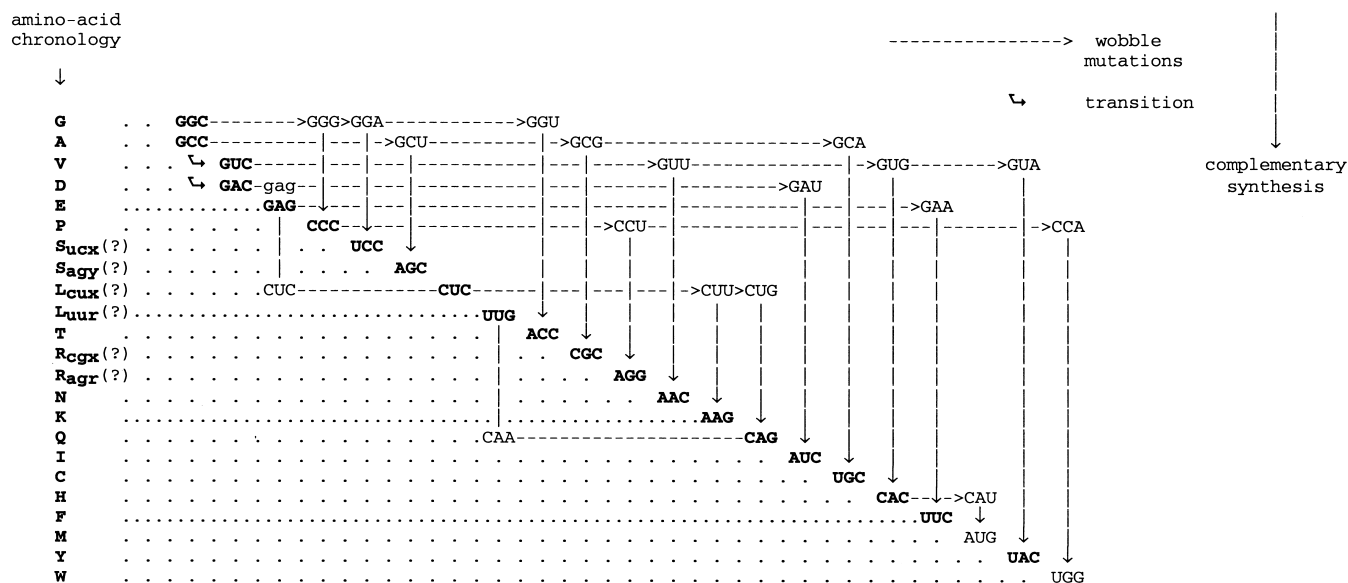 amino-acid
chronology
↓
------------------> wobble
mutations
transition
complementary
synthesis
G . . GGC-------->GGG>GGA------------->GGU
A . . GCC---------------->GCU------------->GCG----------------------->GCA
V . . . GUC------------------------------------>GUU----------------->GUG-------->GUA
D . . . GAC-gag------------------------------------------------>GAU
E GAG--------------------------------------------------------->GAA
P CCC------------------------>CCU------------------------------------->CCA
Sucx(?) UCC
Sagy(?) AGC
Lcux(?) CUC-------------CUC----------------------->CUU>CUG
Luur(?) UUG
T ACC
Rcgx(?) CGC
Ragr(?) AGG
N AAC
K AAG
Q CAA---------------------CAG
I AUC
C UGC
H CAC---->CAU
F UUC
M AUG
Y UAC
W UGG